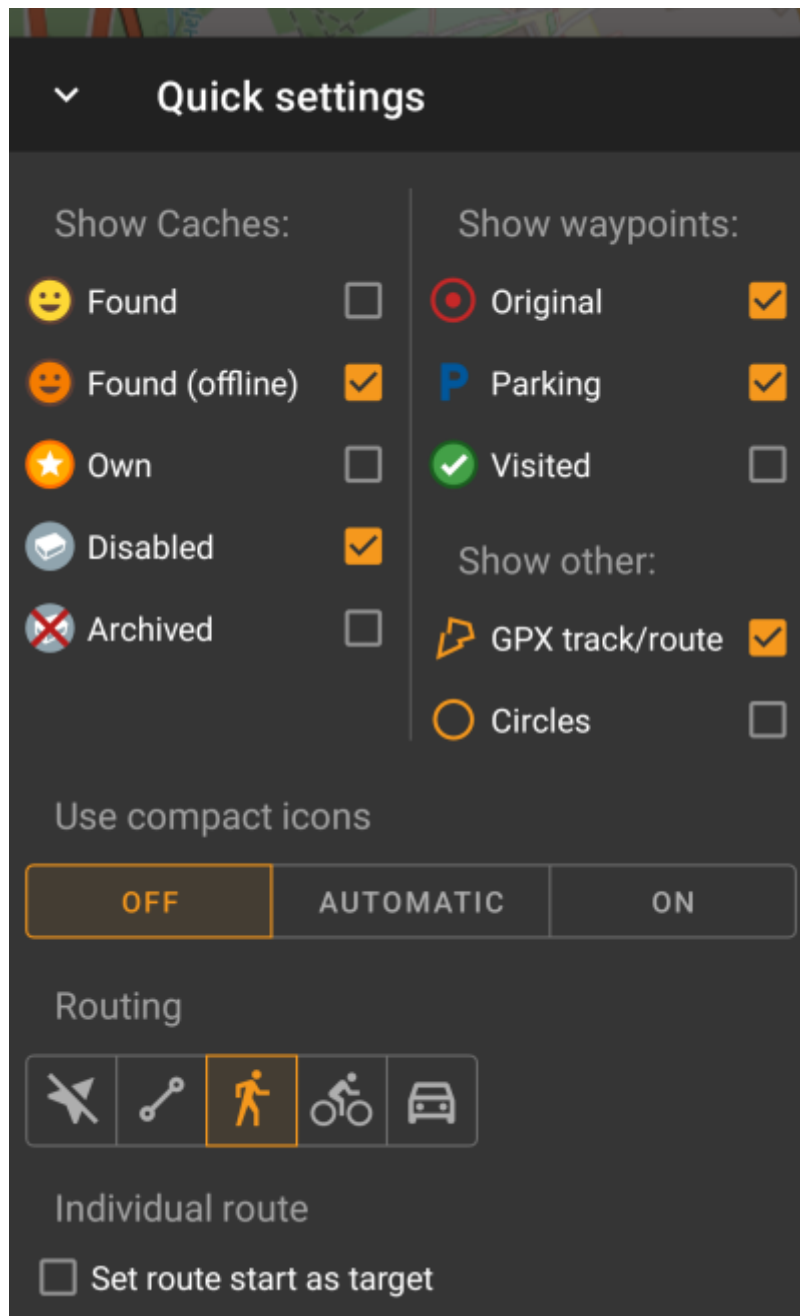 Quick settings
Show Caches:
Found
Found (offline)
Own
Disabled
Archived
Show waypoints:
Original
P Parking
Visited
Show other:
GPX track/route
Circles
Use compact icons
OFF
AUTOMATIC
ON
Routing
Individual route
Set route start as target